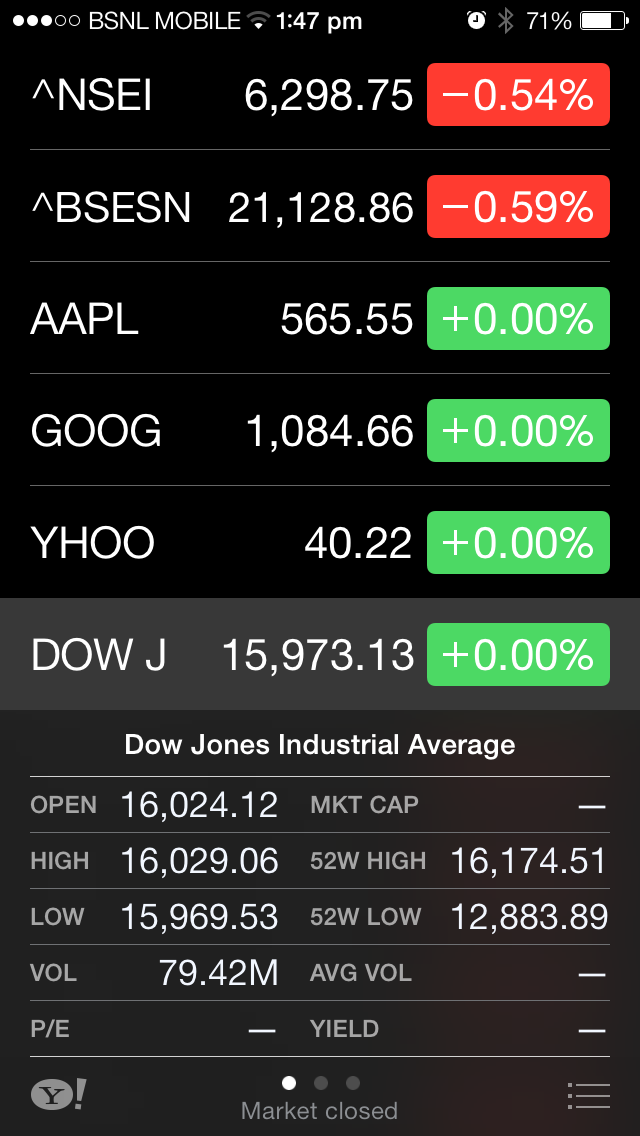 BSNL MOBILE 1:47 pm 71%
^NSEI 6,298.75 −0.54%
^BSESN 21,128.86 −0.59%
AAPL 565.55 +0.00%
GOOG 1,084.66 +0.00%
YHOO 40.22 +0.00%
DOW J 15,973.13 +0.00%
Dow Jones Industrial Average
OPEN 16,024.12 MKT CAP —
HIGH 16,029.06 52W HIGH 16,174.51
LOW 15,969.53 52W LOW 12,883.89
VOL 79.42M AVG VOL —
P/E — YIELD —
Y!
Market closed